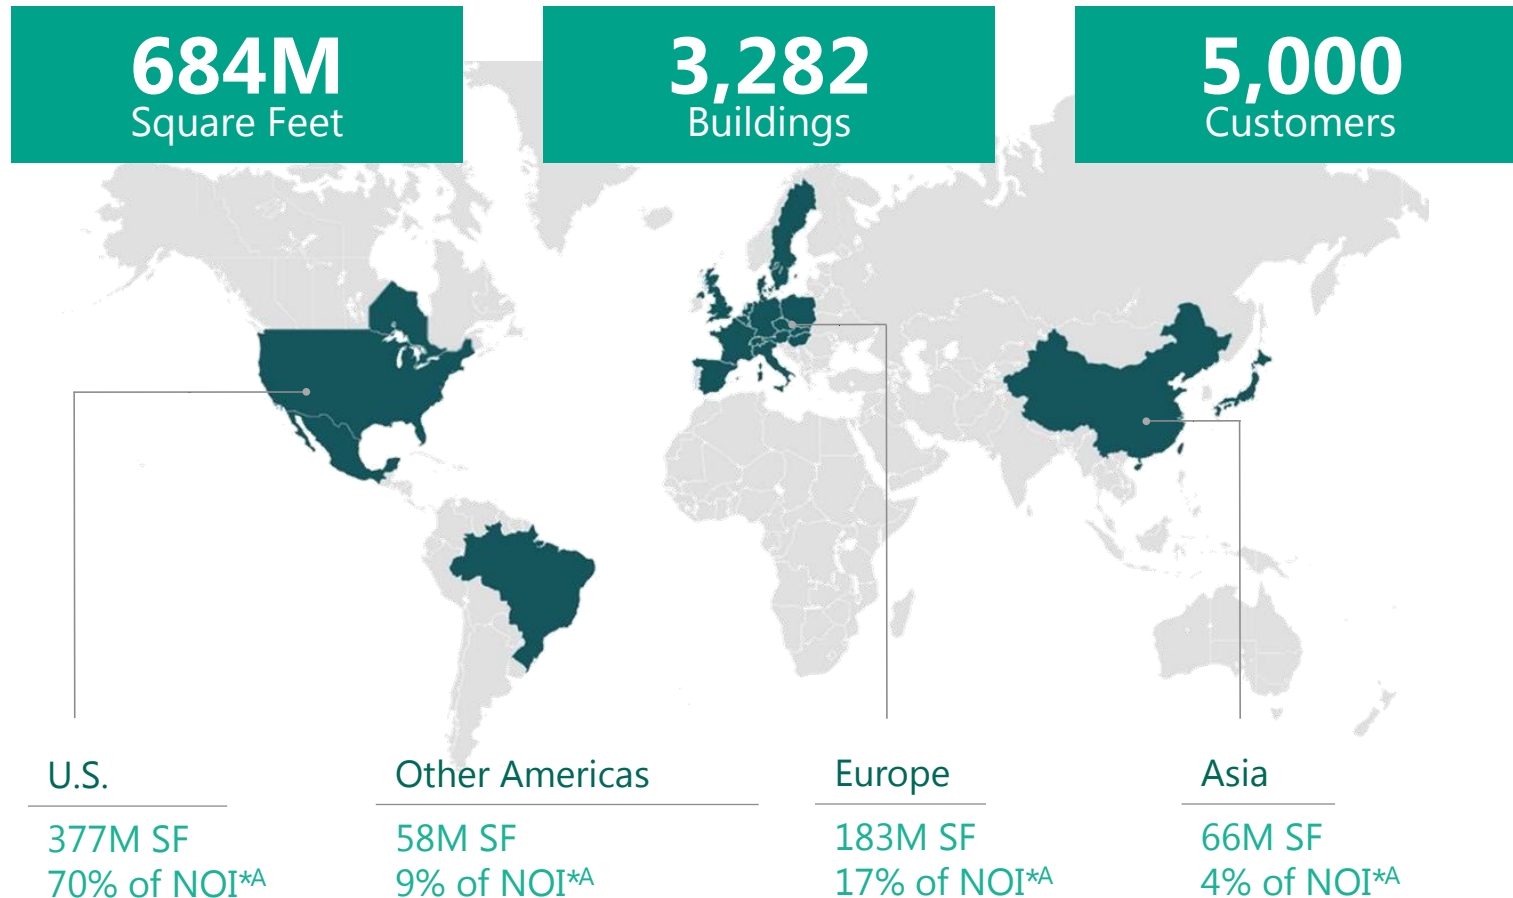 684M
Square Feet
3,282
Buildings
5,000
Customers
U.S.
377M SF
70% of NOI*A
Other Americas
58M SF
9% of NOI*A
Europe
183M SF
17% of NOI*A
Asia
66M SF
4% of NOI*A